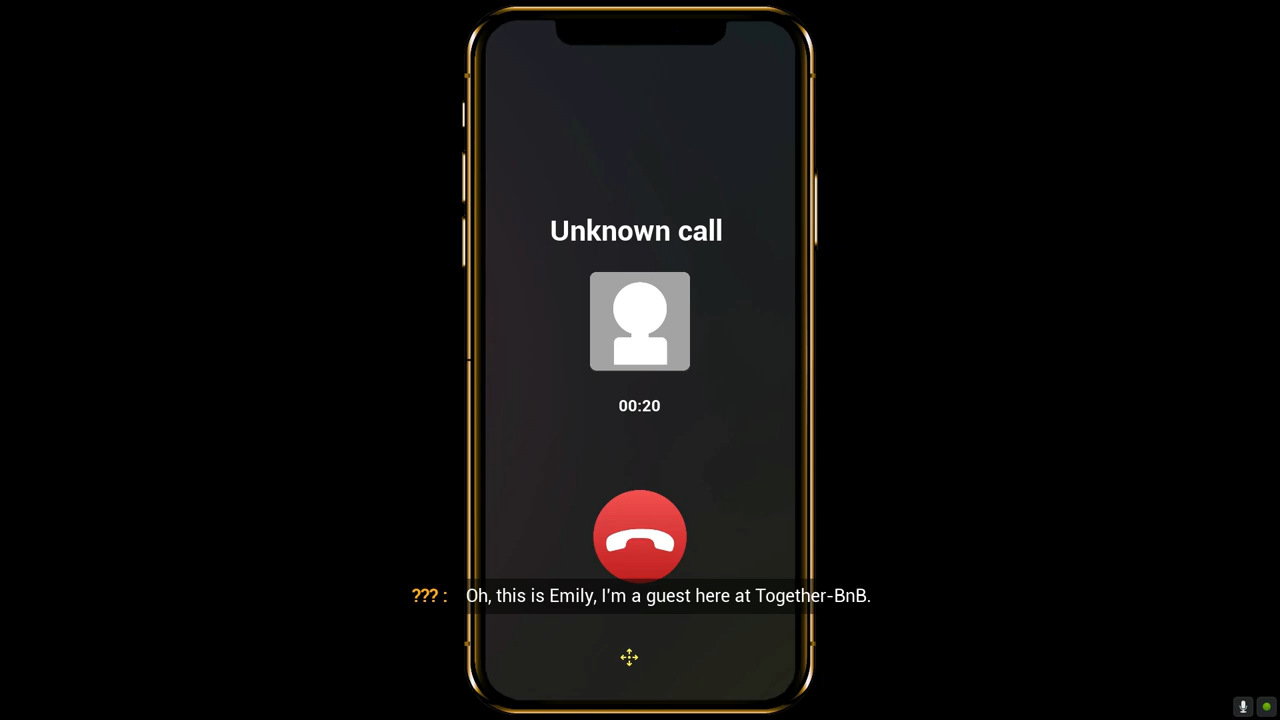 Unknown call
00:20
??? : Oh, this is Emily, I'm a guest here at Together-BnB.